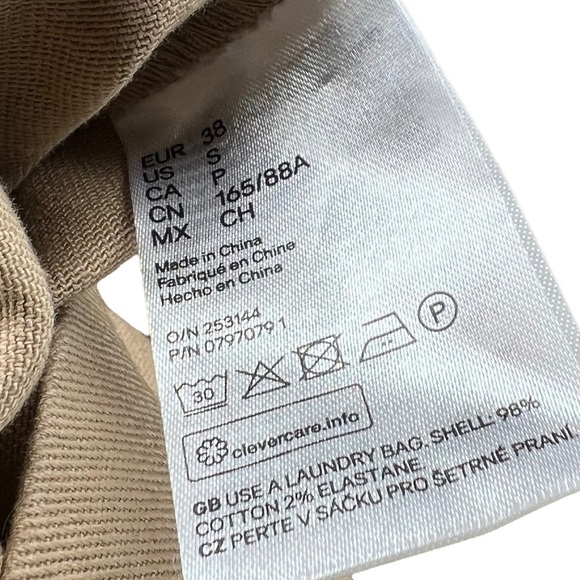 EUR 38
US S
CA P
CN 165/88A
MX CH
Made in China
Fabriqué en Chine
Hecho en China
O/N 253144
P/N 0797079 1
30 P
clevercare.info
GB USE A LAUNDRY BAG. SHELL: 98%
COTTON 2% ELASTANE
CZ PERTE V SÁČKU PRO ŠETRNÉ PRANÍ.